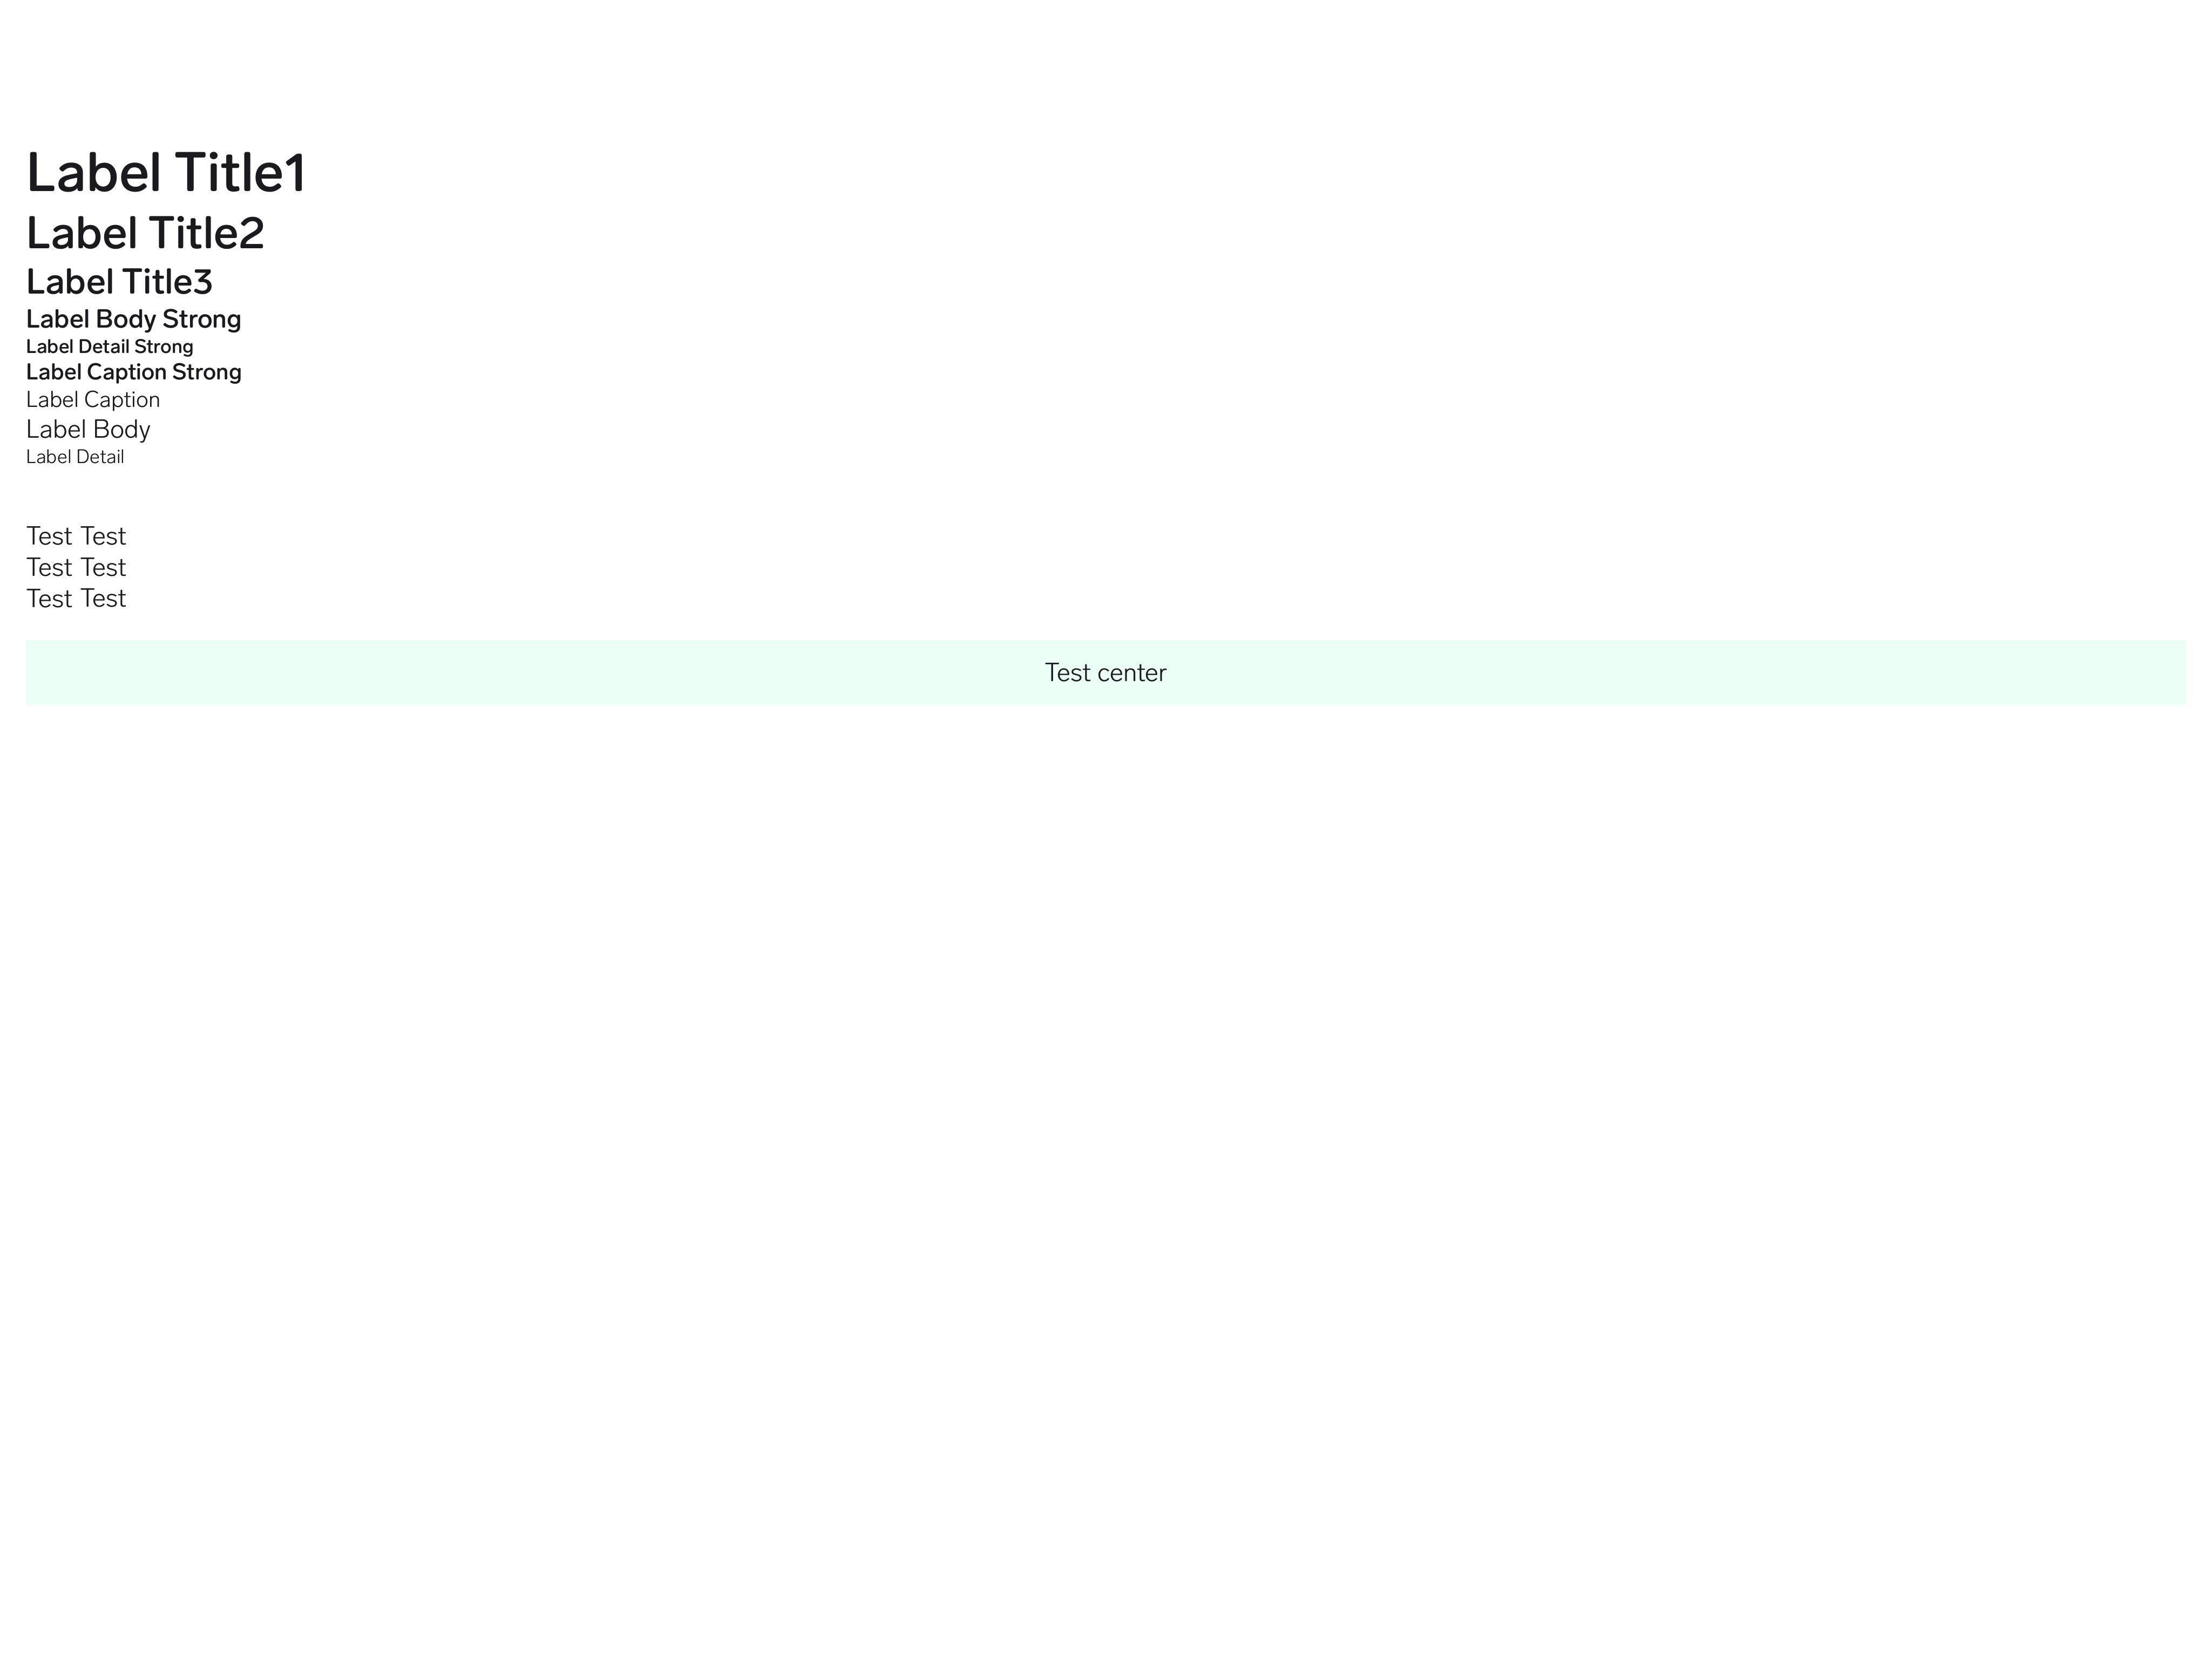 Label Title1
Label Title2
Label Title3
Label Body Strong
Label Detail Strong
Label Caption Strong
Label Caption
Label Body
Label Detail
Test Test
Test Test
Test Test
Test center